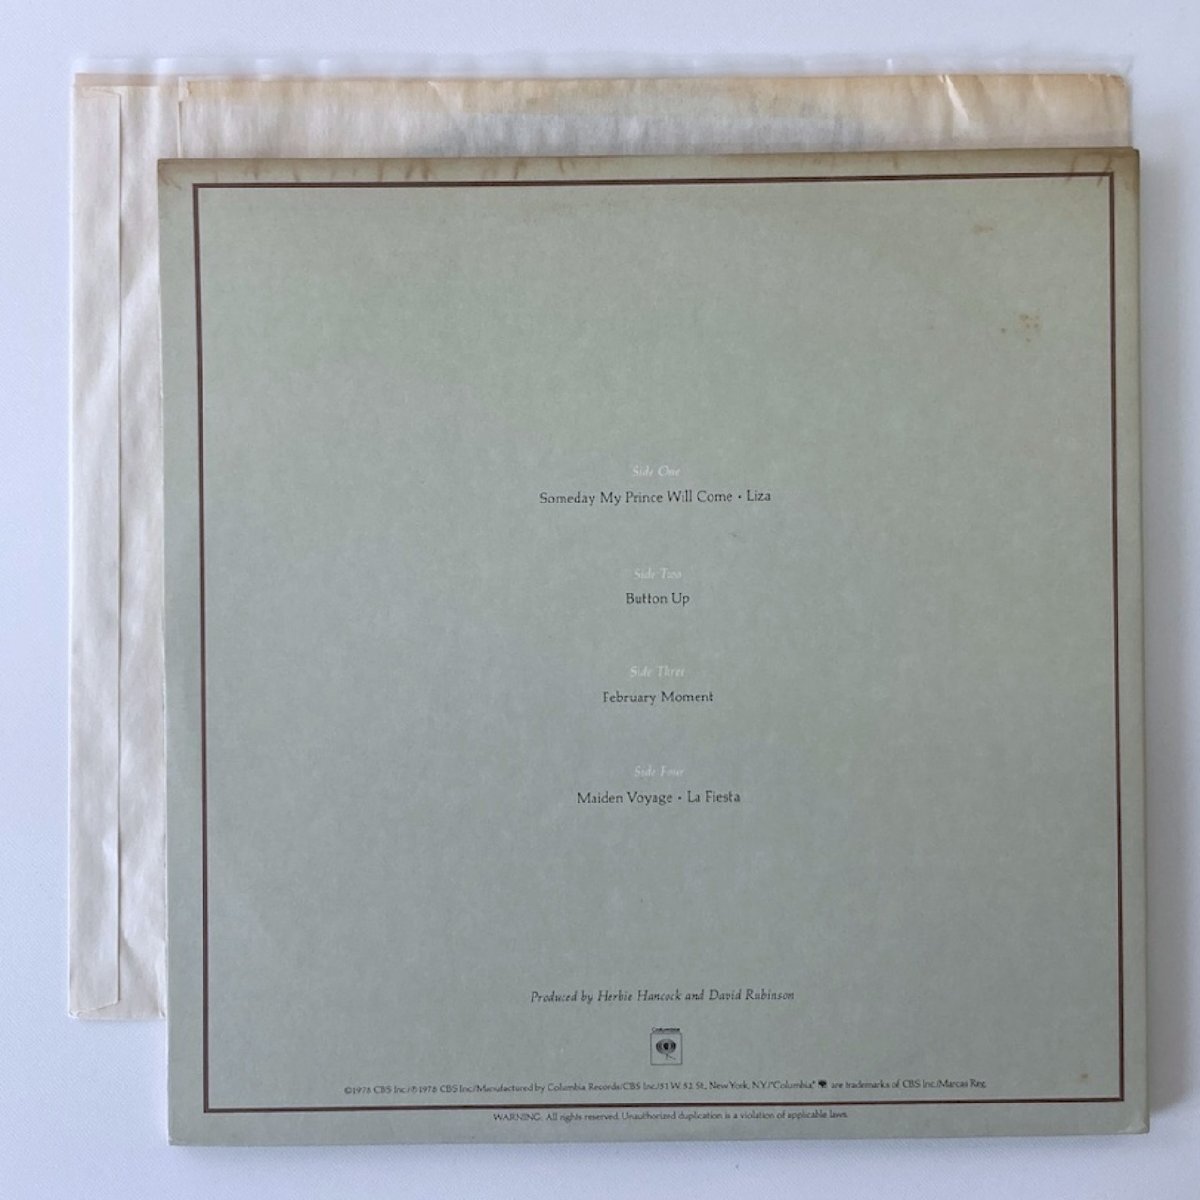 Side One
Someday My Prince Will Come • Liza
Side Two
Button Up
Side Three
February Moment
Side Four
Maiden Voyage • La Fiesta
Produced by Herbie Hancock and David Rubinson
Columbia
©1978 CBS Inc./℗1978 CBS Inc./Manufactured by Columbia Records/CBS Inc./51 W. 52 St., New York, N.Y./"Columbia," are trademarks of CBS Inc./Marcas Reg.
WARNING: All rights reserved. Unauthorized duplication is a violation of applicable laws.